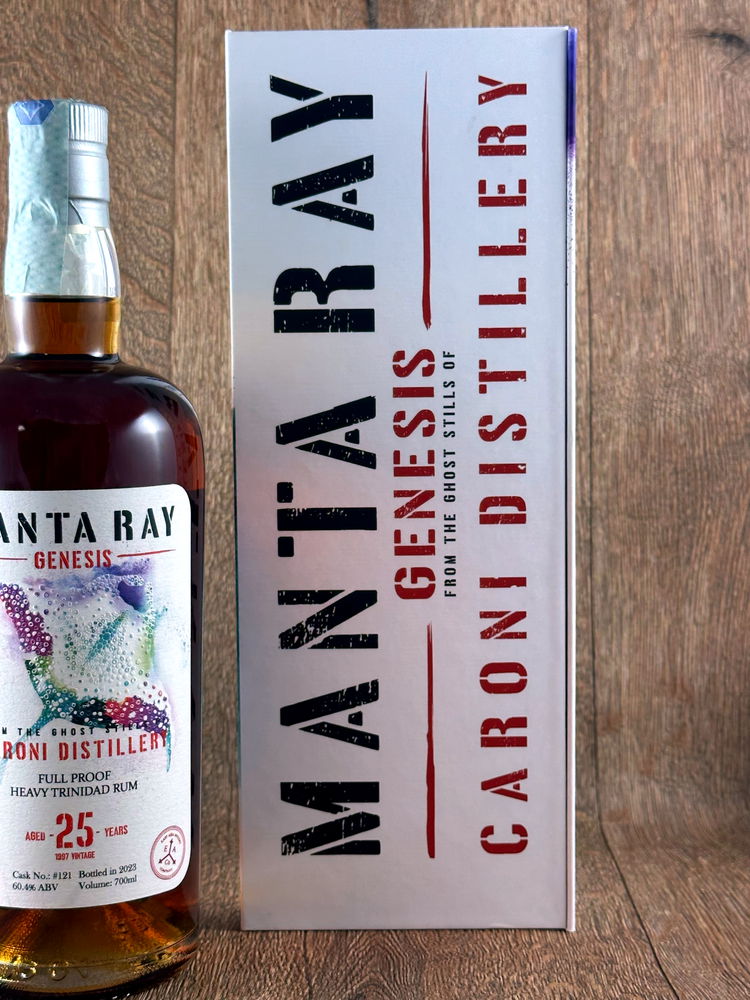 ANTA RAY
GENESIS
M THE GHOST STILL
RONI DISTILLERY
FULL PROOF
HEAVY TRINIDAD RUM
AGED - 25 - YEARS
1997 VINTAGE
Cask No.: #121 Bottled in 2023
60.4% ABV Volume: 700ml
E A
MANTA RAY
GENESIS
FROM THE GHOST STILLS OF
CARONI DISTILLERY